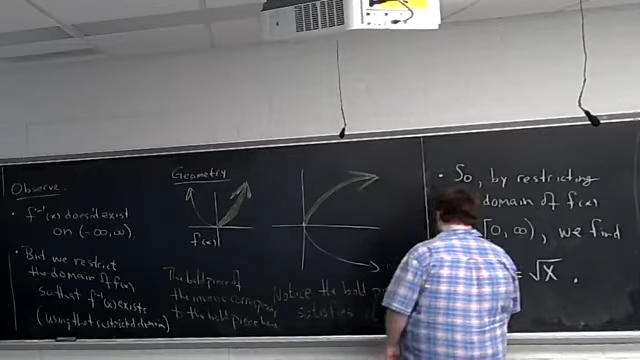 Observe.
• f⁻¹(x) doesn't exist
on (-∞,∞).
But we restrict
the domain of f(x)
so that f⁻¹(x) exists
(using that restricted domain)
Geometry
f(x)
The bold piece of
the inverse corresponds
to the bold piece here
Notice the bold
satisfies
• So, by restricting
domain of f(x)
[0, ∞), we find
= √x .